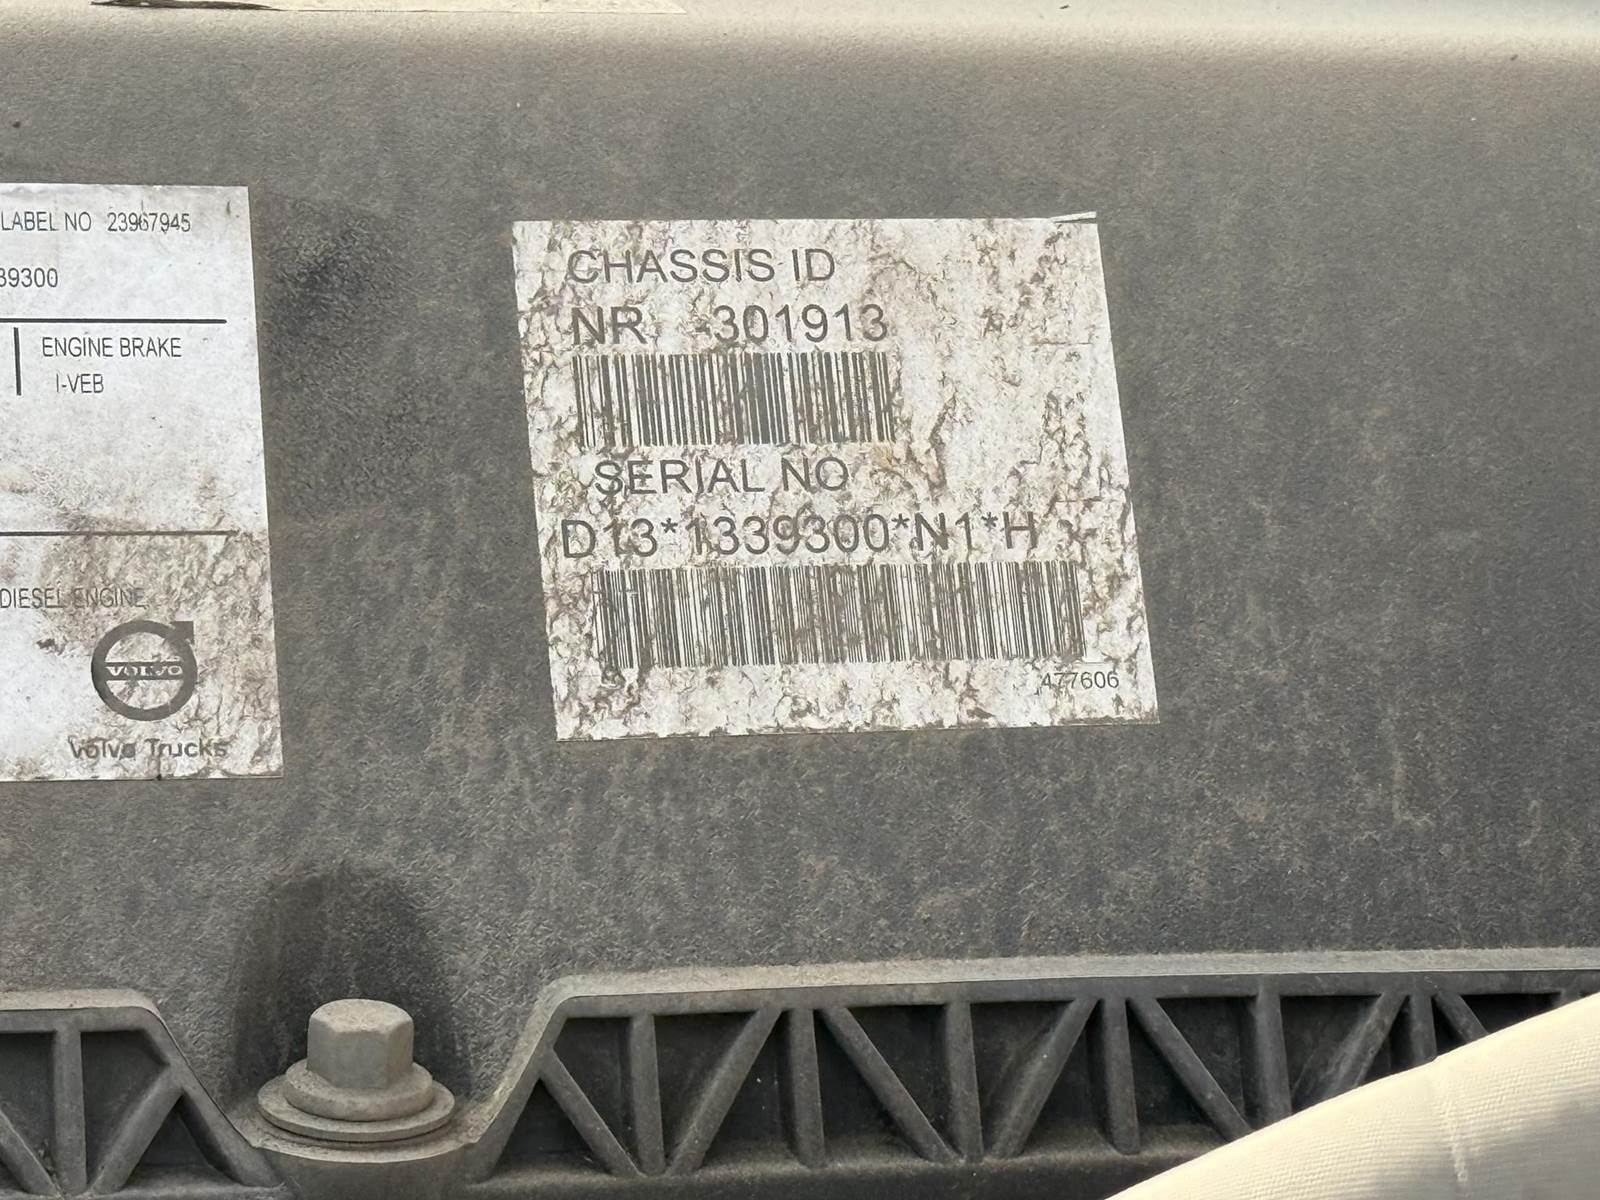 LABEL NO 23967945
39300
ENGINE BRAKE
I-VEB
DIESEL ENGINE
VOLVO
Volvo Trucks
CHASSIS ID
NR -301913
SERIAL NO
D13*1339300*N1*H
477606